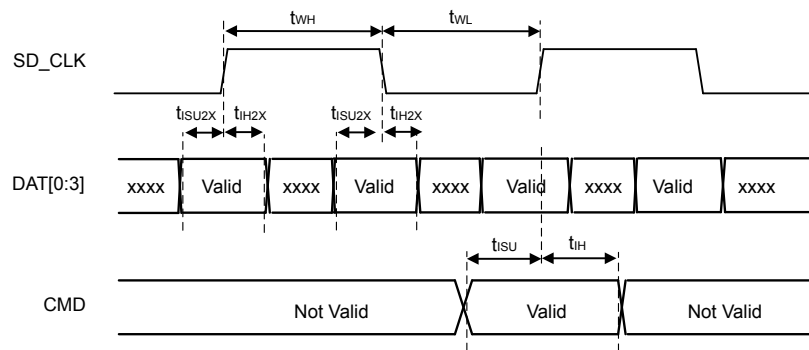 tWH tWL
SD_CLK
tISU2X tIH2X tISU2X tIH2X
DAT[0:3] xxxx Valid xxxx Valid xxxx Valid xxxx Valid xxxx
tISU tIH
CMD Not Valid Valid Not Valid